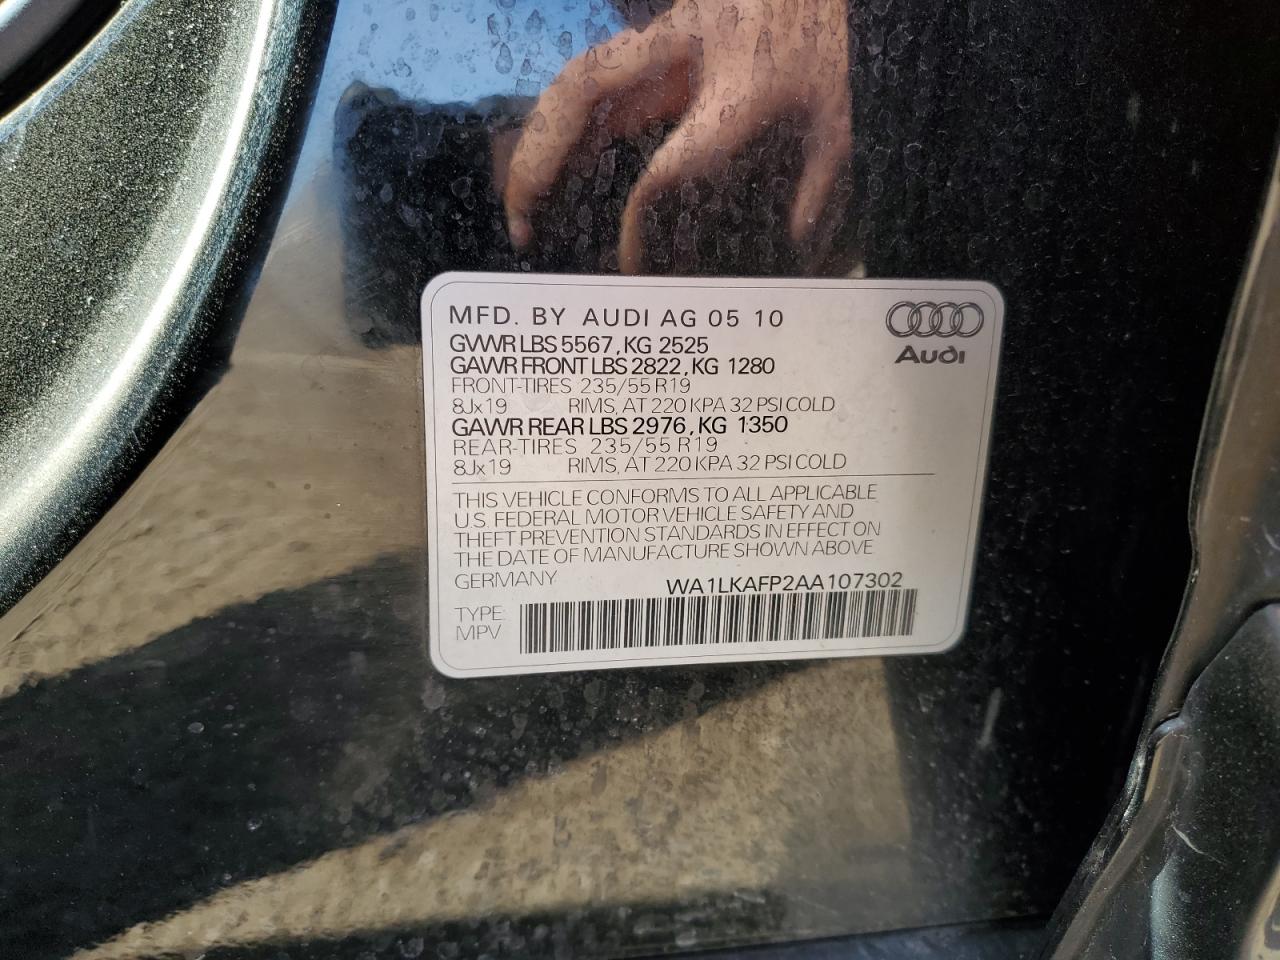 MFD. BY AUDI AG 05 10
GVWR LBS 5567, KG 2525
GAWR FRONT LBS 2822, KG 1280
FRONT-TIRES 235/55 R19
8Jx19 RIMS, AT 220 KPA 32 PSI COLD
GAWR REAR LBS 2976, KG 1350
REAR-TIRES 235/55 R19
8Jx19 RIMS, AT 220 KPA 32 PSI COLD
Audi
THIS VEHICLE CONFORMS TO ALL APPLICABLE
U.S. FEDERAL MOTOR VEHICLE SAFETY AND
THEFT PREVENTION STANDARDS IN EFFECT ON
THE DATE OF MANUFACTURE SHOWN ABOVE
GERMANY WA1LKAFP2AA107302
TYPE:
MPV